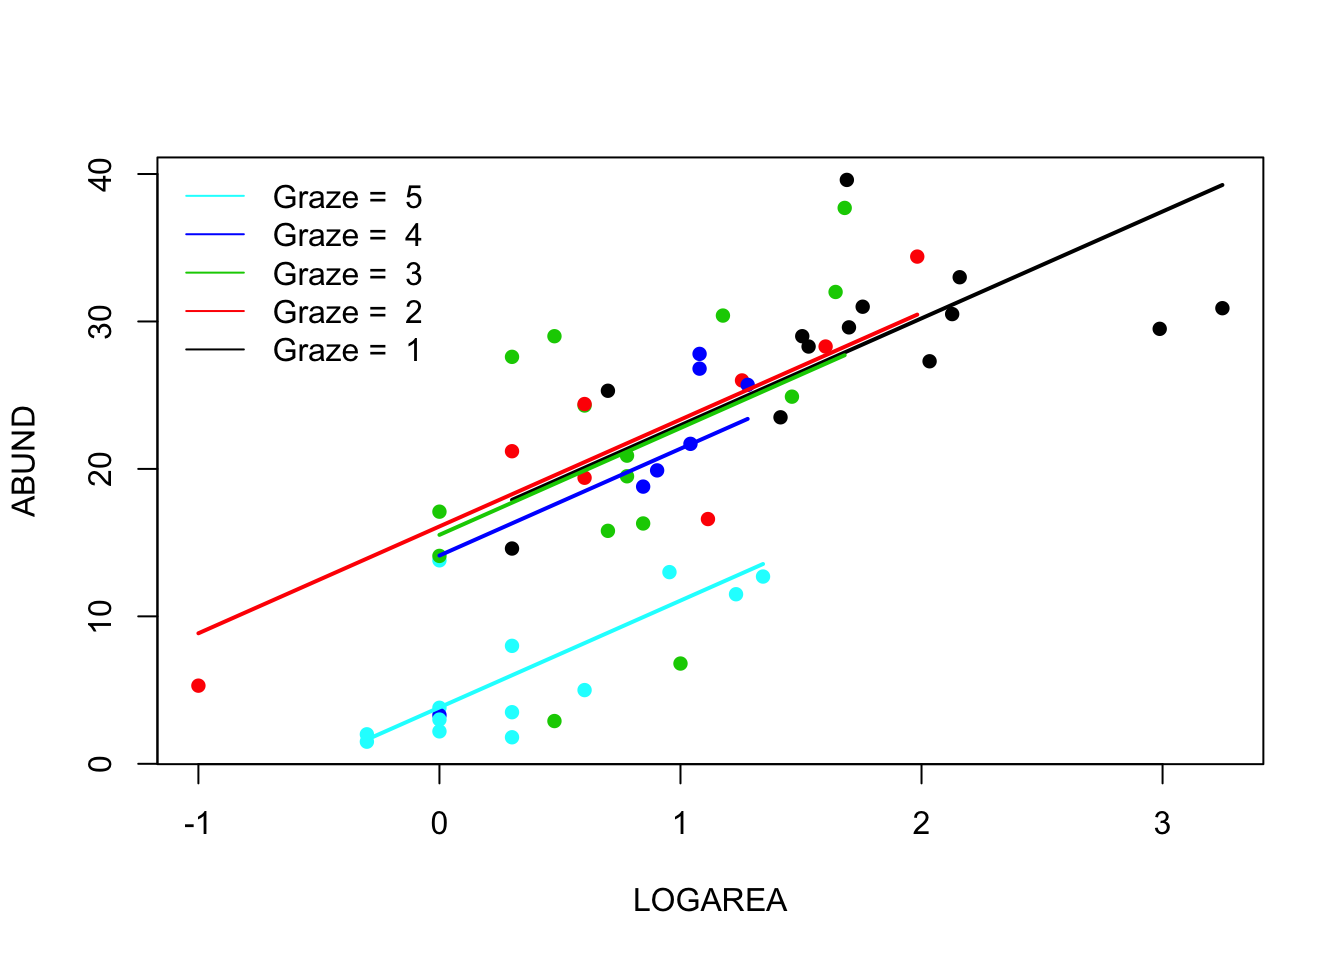 Graze = 5
Graze = 4
Graze = 3
Graze = 2
Graze = 1
40
30
20
10
0
ABUND
-1 0 1 2 3
LOGAREA